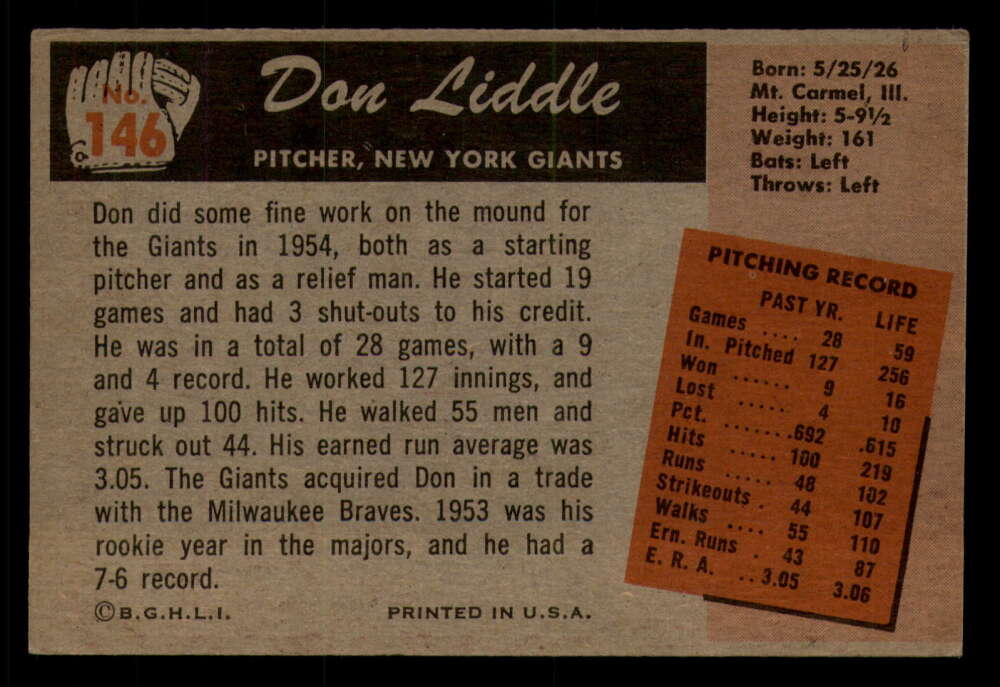 No.
146
Don Liddle
PITCHER, NEW YORK GIANTS
Born: 5/25/26
Mt. Carmel, Ill.
Height: 5-9½
Weight: 161
Bats: Left
Throws: Left
Don did some fine work on the mound for
the Giants in 1954, both as a starting
pitcher and as a relief man. He started 19
games and had 3 shut-outs to his credit.
He was in a total of 28 games, with a 9
and 4 record. He worked 127 innings, and
gave up 100 hits. He walked 55 men and
struck out 44. His earned run average was
3.05. The Giants acquired Don in a trade
with the Milwaukee Braves. 1953 was his
rookie year in the majors, and he had a
7-6 record.
©B.G.H.L.I. PRINTED IN U.S.A.
PITCHING RECORD
PAST YR. LIFE
Games .... 28 59
In. Pitched 127 256
Won ...... 9 16
Lost ..... 4 10
Pct. .......692 .615
Hits ..... 100 219
Runs ..... 48 102
Strikeouts . 44 107
Walks .... 55 110
Ern. Runs . 43 87
E. R. A. ..3.05 3.06